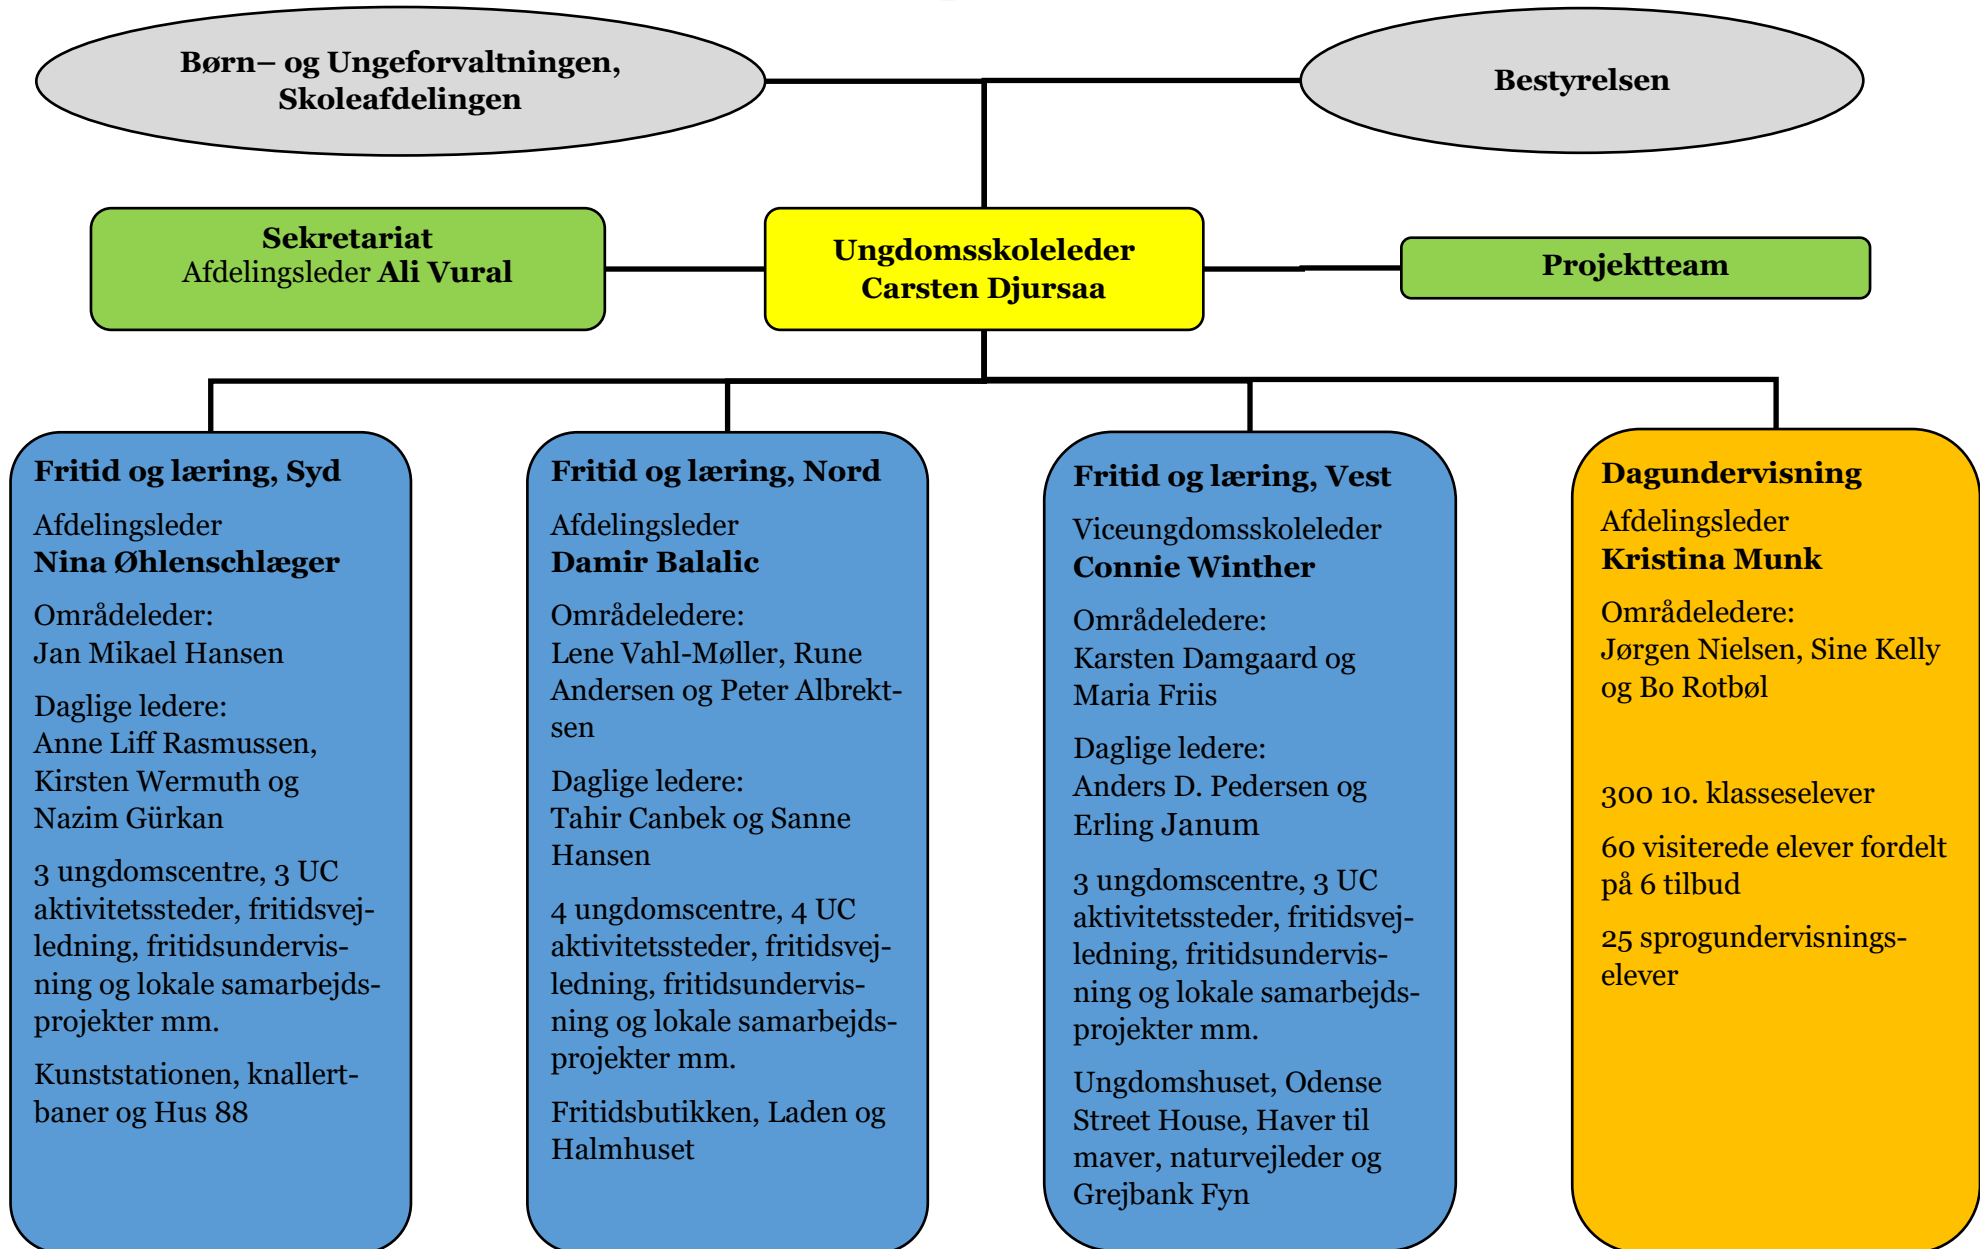 Børn– og Ungeforvaltningen,
Skoleafdelingen
Bestyrelsen
Sekretariat
Afdelingsleder Ali Vural
Ungdomsskoleleder
Carsten Djursaa
Projektteam
Fritid og læring, Syd
Afdelingsleder
Nina Øhlenschlæger
Områdeleder:
Jan Mikael Hansen
Daglige ledere:
Anne Liff Rasmussen,
Kirsten Wermuth og
Nazim Gürkan
3 ungdomscentre, 3 UC
aktivitetssteder, fritidsvej-
ledning, fritidsundervis-
ning og lokale samarbejds-
projekter mm.
Kunststationen, knallert-
baner og Hus 88
Fritid og læring, Nord
Afdelingsleder
Damir Balalic
Områdeledere:
Lene Vahl-Møller, Rune
Andersen og Peter Albrekt-
sen
Daglige ledere:
Tahir Canbek og Sanne
Hansen
4 ungdomscentre, 4 UC
aktivitetssteder, fritidsvej-
ledning, fritidsundervis-
ning og lokale samarbejds-
projekter mm.
Fritidsbutikken, Laden og
Halmhuset
Fritid og læring, Vest
Viceungdomsskoleleder
Connie Winther
Områdeledere:
Karsten Damgaard og
Maria Friis
Daglige ledere:
Anders D. Pedersen og
Erling Janum
3 ungdomscentre, 3 UC
aktivitetssteder, fritidsvej-
ledning, fritidsundervis-
ning og lokale samarbejds-
projekter mm.
Ungdomshuset, Odense
Street House, Haver til
maver, naturvejleder og
Grejbank Fyn
Dagundervisning
Afdelingsleder
Kristina Munk
Områdeledere:
Jørgen Nielsen, Sine Kelly
og Bo Rotbøl
300 10. klasseselever
60 visiterede elever fordelt
på 6 tilbud
25 sprogundervisnings-
elever